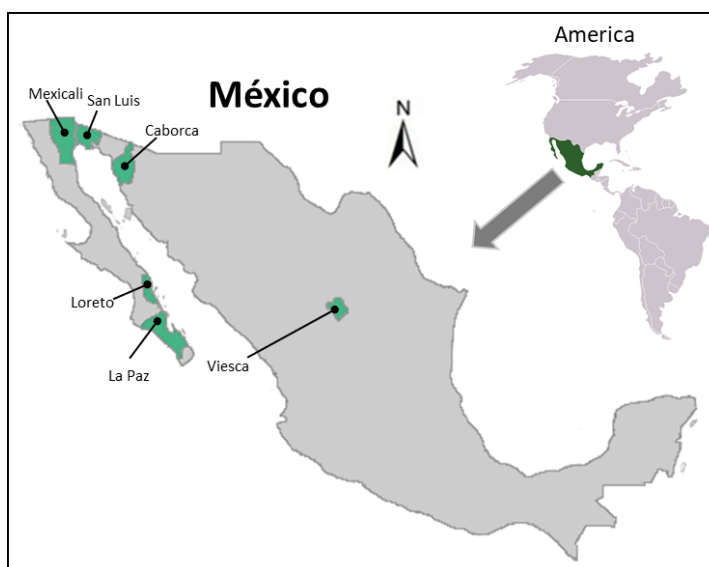 America
México
Mexicali
San Luis
Caborca
N
Loreto
La Paz
Viesca